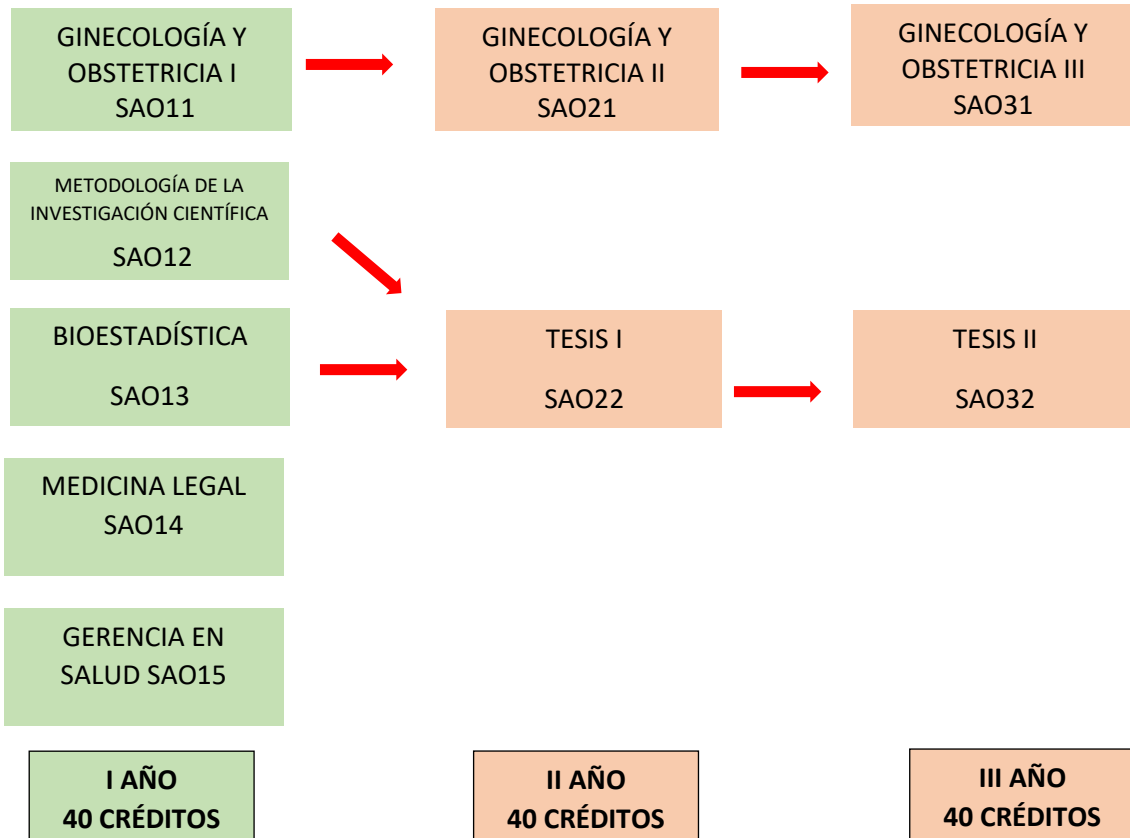 GINECOLOGÍA Y
OBSTETRICIA I
SAO11
GINECOLOGÍA Y
OBSTETRICIA II
SAO21
GINECOLOGÍA Y
OBSTETRICIA III
SAO31
METODOLOGÍA DE LA
INVESTIGACIÓN CIENTÍFICA
SAO12
BIOESTADÍSTICA
SAO13
TESIS I
SAO22
TESIS II
SAO32
MEDICINA LEGAL
SAO14
GERENCIA EN
SALUD SAO15
I AÑO
40 CRÉDITOS
II AÑO
40 CRÉDITOS
III AÑO
40 CRÉDITOS